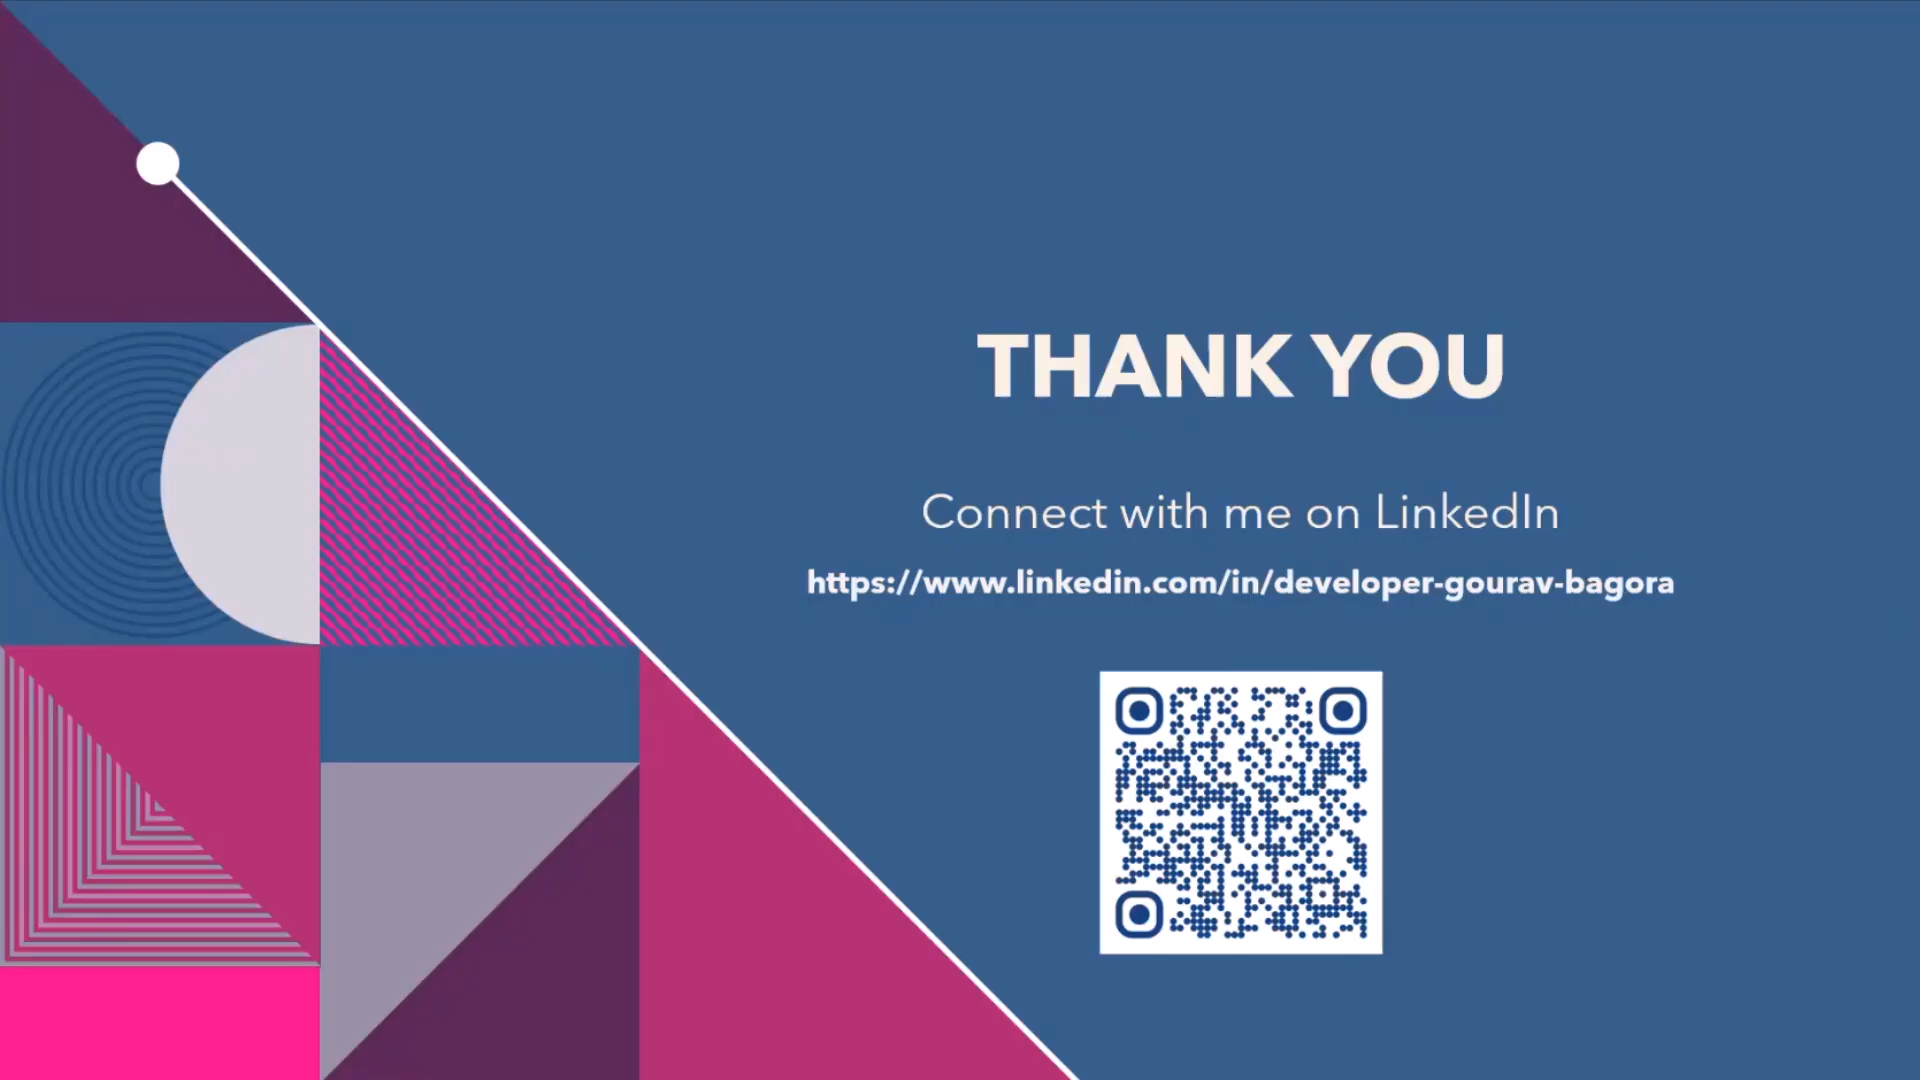 THANK YOU
Connect with me on LinkedIn
https://www.linkedin.com/in/developer-gourav-bagora